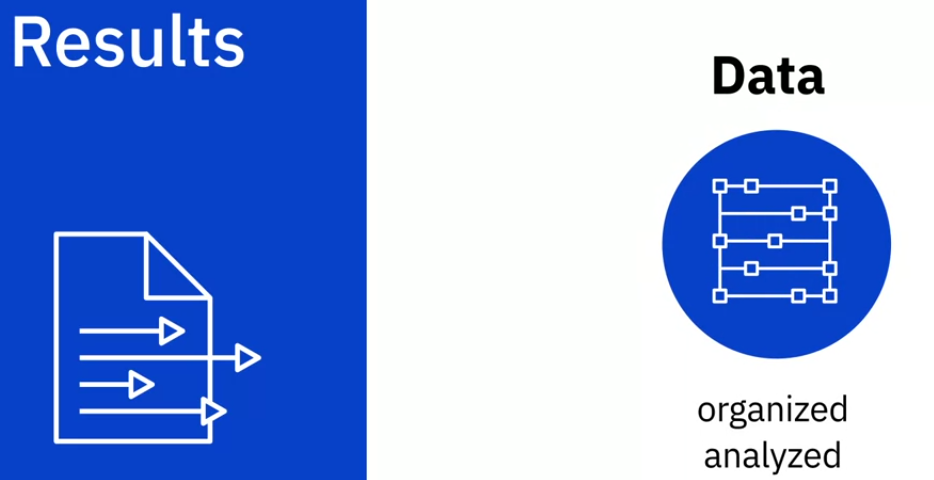 Results
Data
organized
analyzed